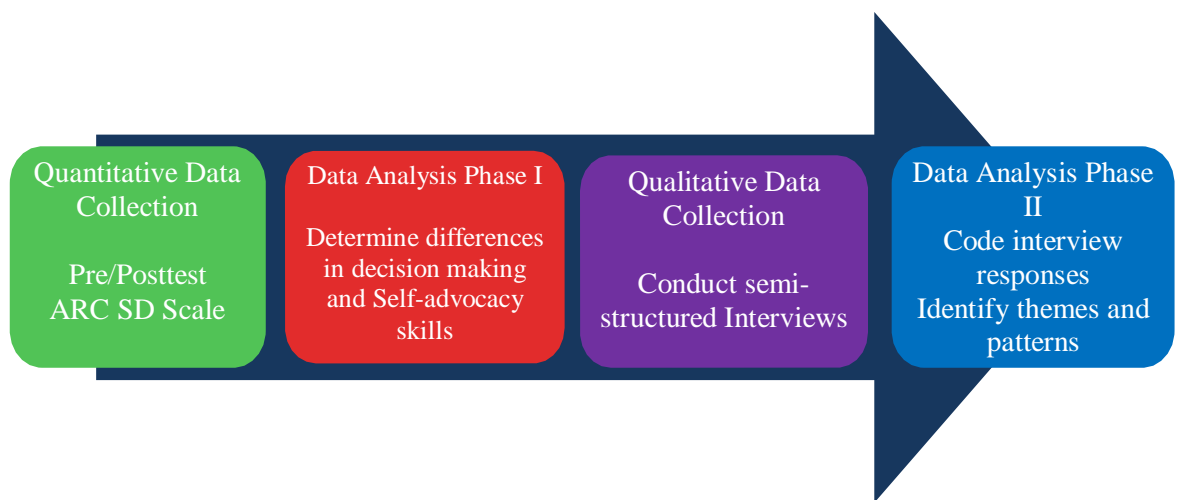 Quantitative Data
Collection
Pre/Posttest
ARC SD Scale
Data Analysis Phase I
Determine differences
in decision making
and Self-advocacy
skills
Qualitative Data
Collection
Conduct semi-
structured Interviews
Data Analysis Phase
II
Code interview
responses
Identify themes and
patterns